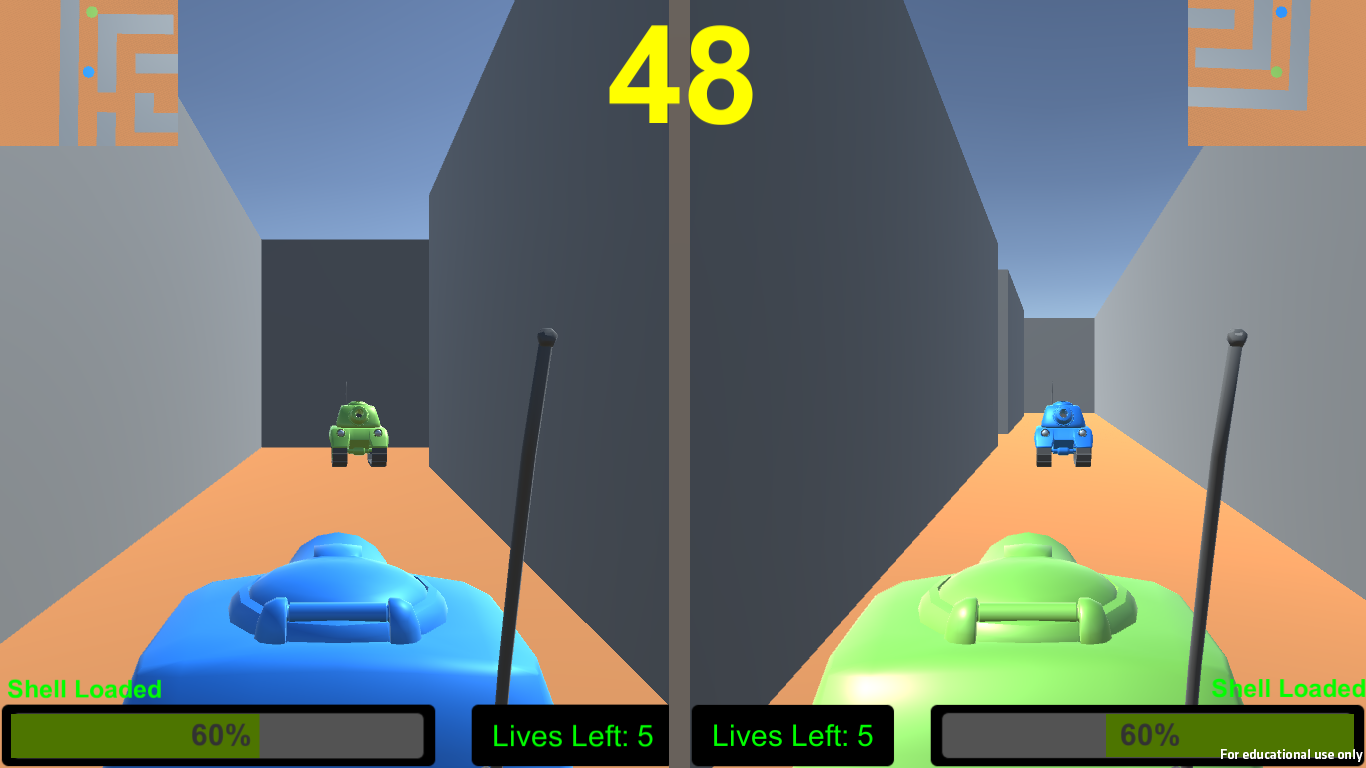 48
Shell Loaded
60%
Lives Left: 5
Lives Left: 5
Shell Loaded
60%
For educational use only